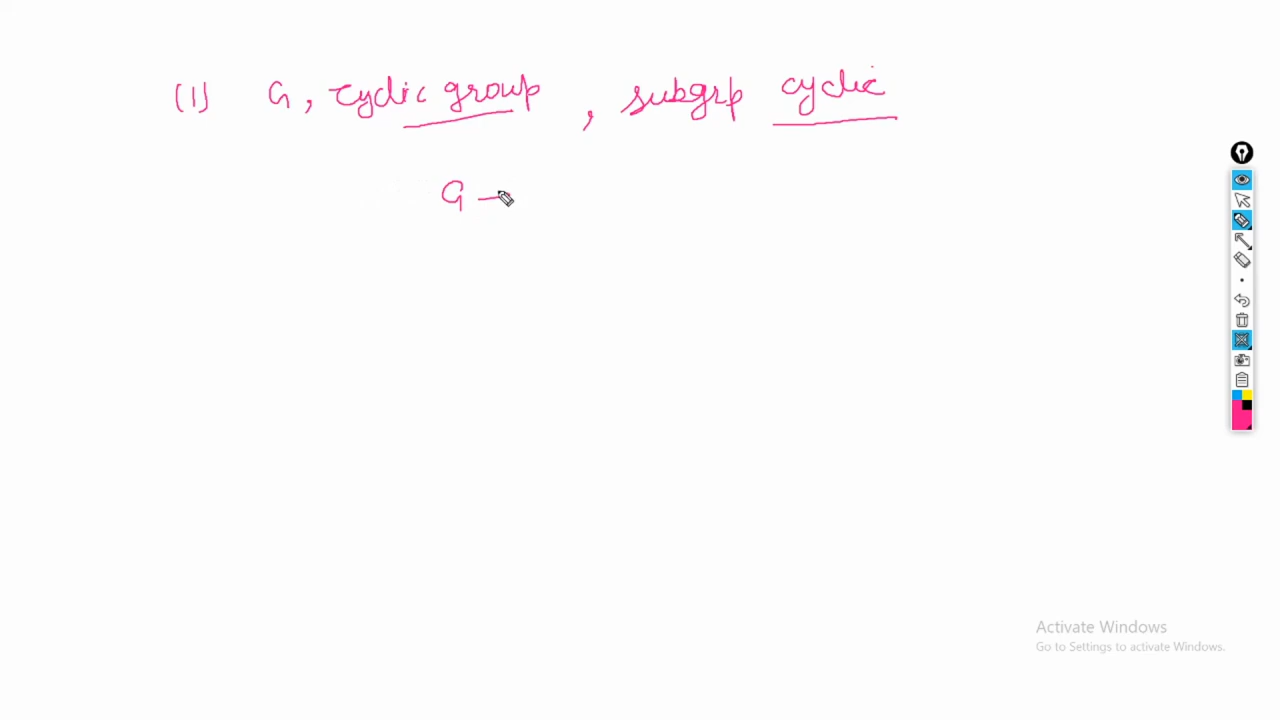 (1) G, cyclic group, subgrp cyclic
G —
Activate Windows
Go to Settings to activate Windows.